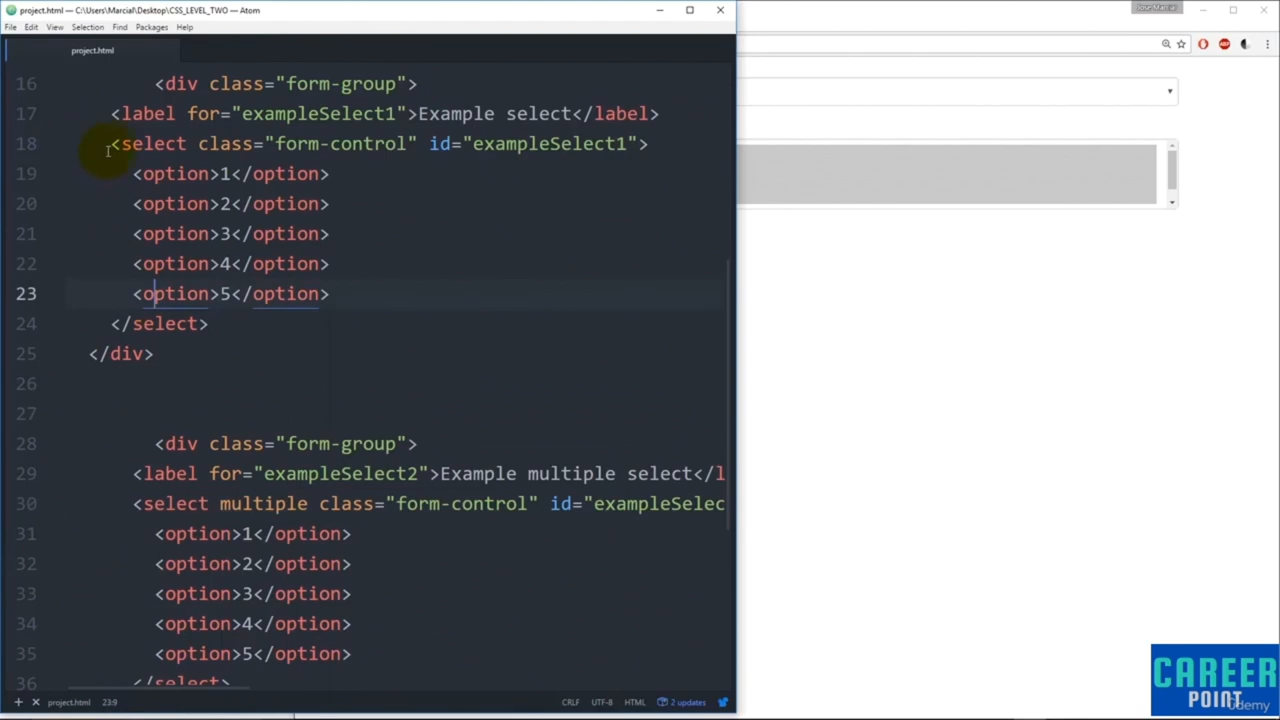 project.html — C:\Users\Marcial\Desktop\CSS_LEVEL_TWO — Atom
Jose Marcial
File Edit View Selection Find Packages Help
project.html
16 <div class="form-group">
17 <label for="exampleSelect1">Example select</label>
18 <select class="form-control" id="exampleSelect1">
19 <option>1</option>
20 <option>2</option>
21 <option>3</option>
22 <option>4</option>
23 <option>5</option>
24 </select>
25 </div>
26
27
28 <div class="form-group">
29 <label for="exampleSelect2">Example multiple select</l
30 <select multiple class="form-control" id="exampleSelec
31 <option>1</option>
32 <option>2</option>
33 <option>3</option>
34 <option>4</option>
35 <option>5</option>
36 </select>
project.html 23:9 CRLF UTF-8 HTML 2 updates
ABP
CAREER
POINT
Udemy